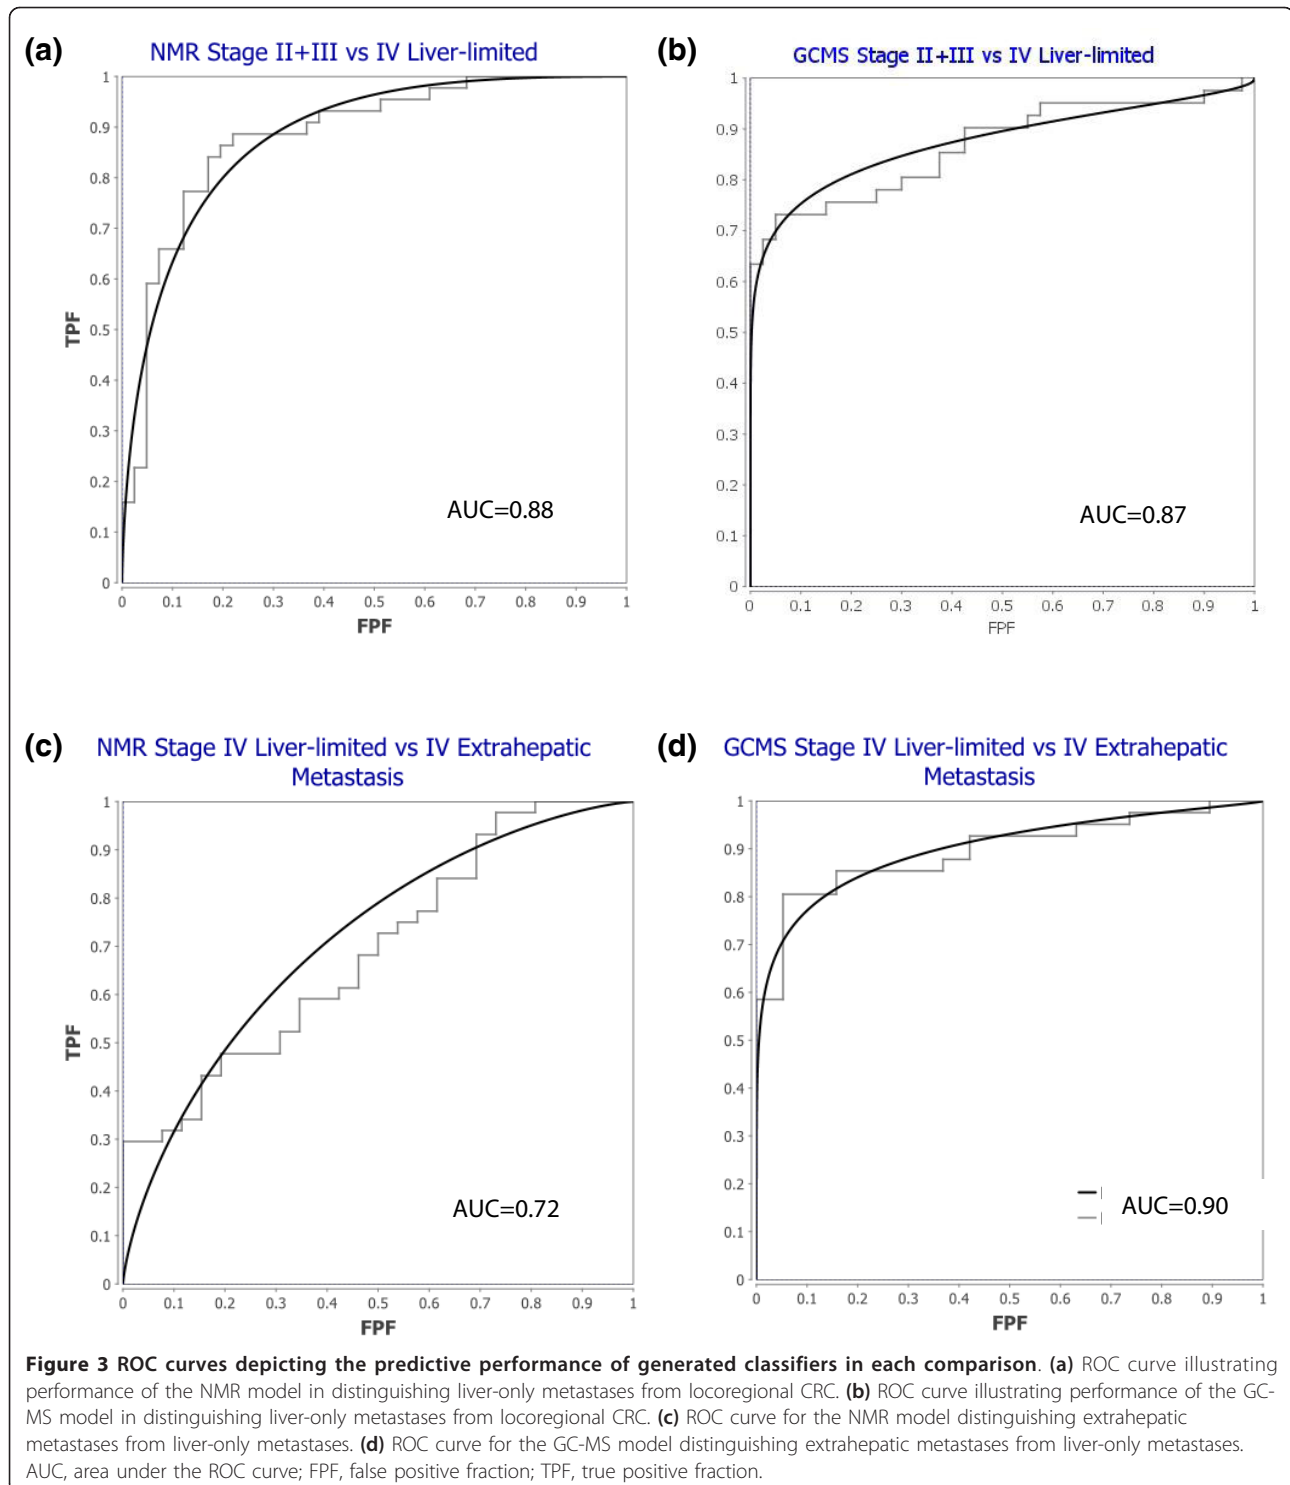 (a)
NMR Stage II+III vs IV Liver-limited
1
0.9
0.8
0.7
0.6
0.5
0.4
0.3
0.2
0.1
0
TPF
AUC=0.88
0 0.1 0.2 0.3 0.4 0.5 0.6 0.7 0.8 0.9 1
FPF
(b)
GCMS Stage II+III vs IV Liver-limited
1
0.9
0.8
0.7
0.6
0.5
0.4
0.3
0.2
0.1
0
AUC=0.87
0 0.1 0.2 0.3 0.4 0.5 0.6 0.7 0.8 0.9 1
FPF
(c)
NMR Stage IV Liver-limited vs IV Extrahepatic
Metastasis
1
0.9
0.8
0.7
0.6
0.5
0.4
0.3
0.2
0.1
0
TPF
AUC=0.72
0 0.1 0.2 0.3 0.4 0.5 0.6 0.7 0.8 0.9 1
FPF
(d)
GCMS Stage IV Liver-limited vs IV Extrahepatic
Metastasis
1
0.9
0.8
0.7
0.6
0.5
0.4
0.3
0.2
0.1
0
AUC=0.90
0 0.1 0.2 0.3 0.4 0.5 0.6 0.7 0.8 0.9 1
FPF
Figure 3 ROC curves depicting the predictive performance of generated classifiers in each comparison. (a) ROC curve illustrating
performance of the NMR model in distinguishing liver-only metastases from locoregional CRC. (b) ROC curve illustrating performance of the GC-
MS model in distinguishing liver-only metastases from locoregional CRC. (c) ROC curve for the NMR model distinguishing extrahepatic
metastases from liver-only metastases. (d) ROC curve for the GC-MS model distinguishing extrahepatic metastases from liver-only metastases.
AUC, area under the ROC curve; FPF, false positive fraction; TPF, true positive fraction.